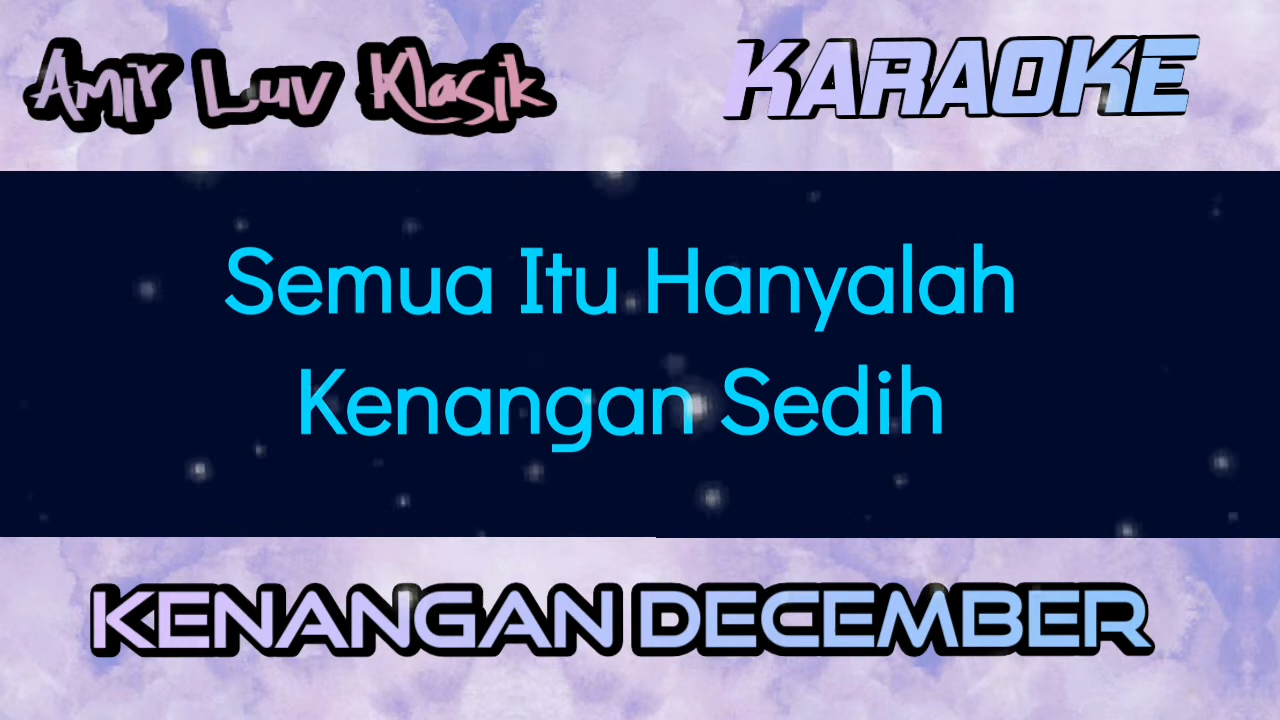 Amir Luv Klasik
KARAOKE
Semua Itu Hanyalah
Kenangan Sedih
KENANGAN DECEMBER